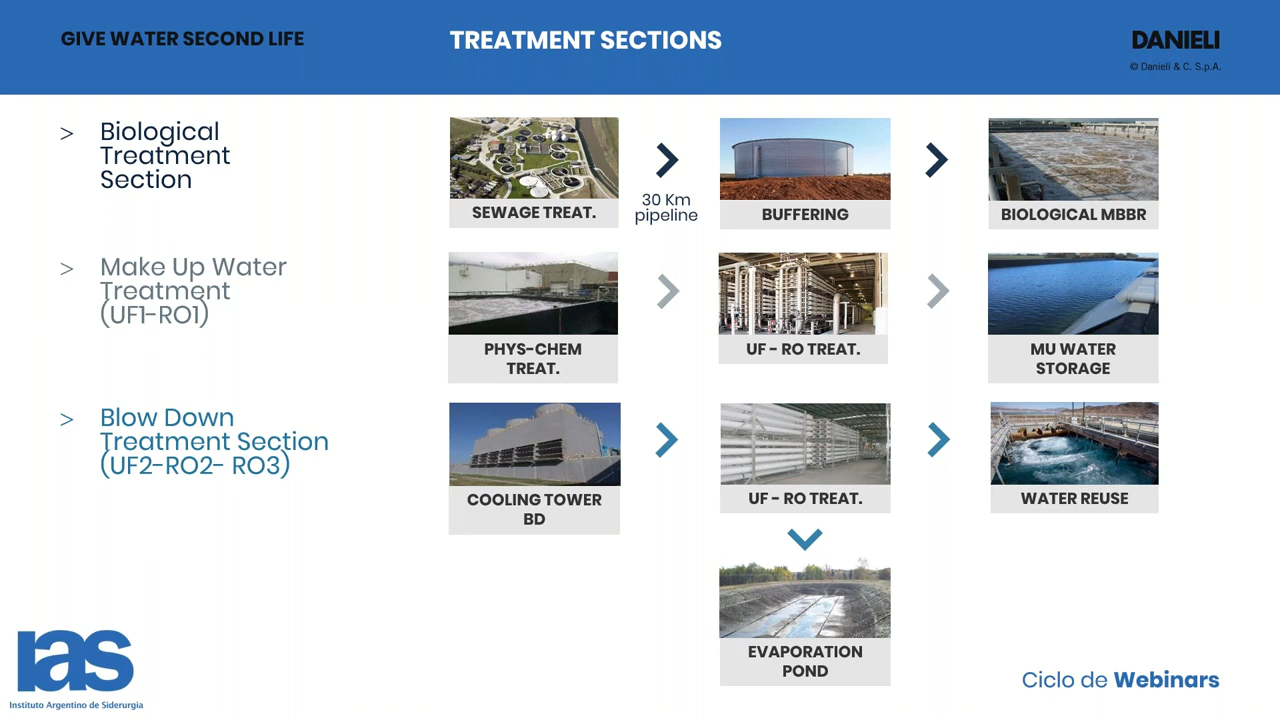 GIVE WATER SECOND LIFE
TREATMENT SECTIONS
DANIELI
© Danieli & C. S.p.A.
> Biological
Treatment
Section
SEWAGE TREAT.
30 Km
pipeline
BUFFERING
BIOLOGICAL MBBR
> Make Up Water
Treatment
(UF1-RO1)
PHYS-CHEM
TREAT.
UF - RO TREAT.
MU WATER
STORAGE
> Blow Down
Treatment Section
(UF2-RO2- RO3)
COOLING TOWER
BD
UF - RO TREAT.
WATER REUSE
EVAPORATION
POND
ias
Instituto Argentino de Siderurgia
Ciclo de Webinars